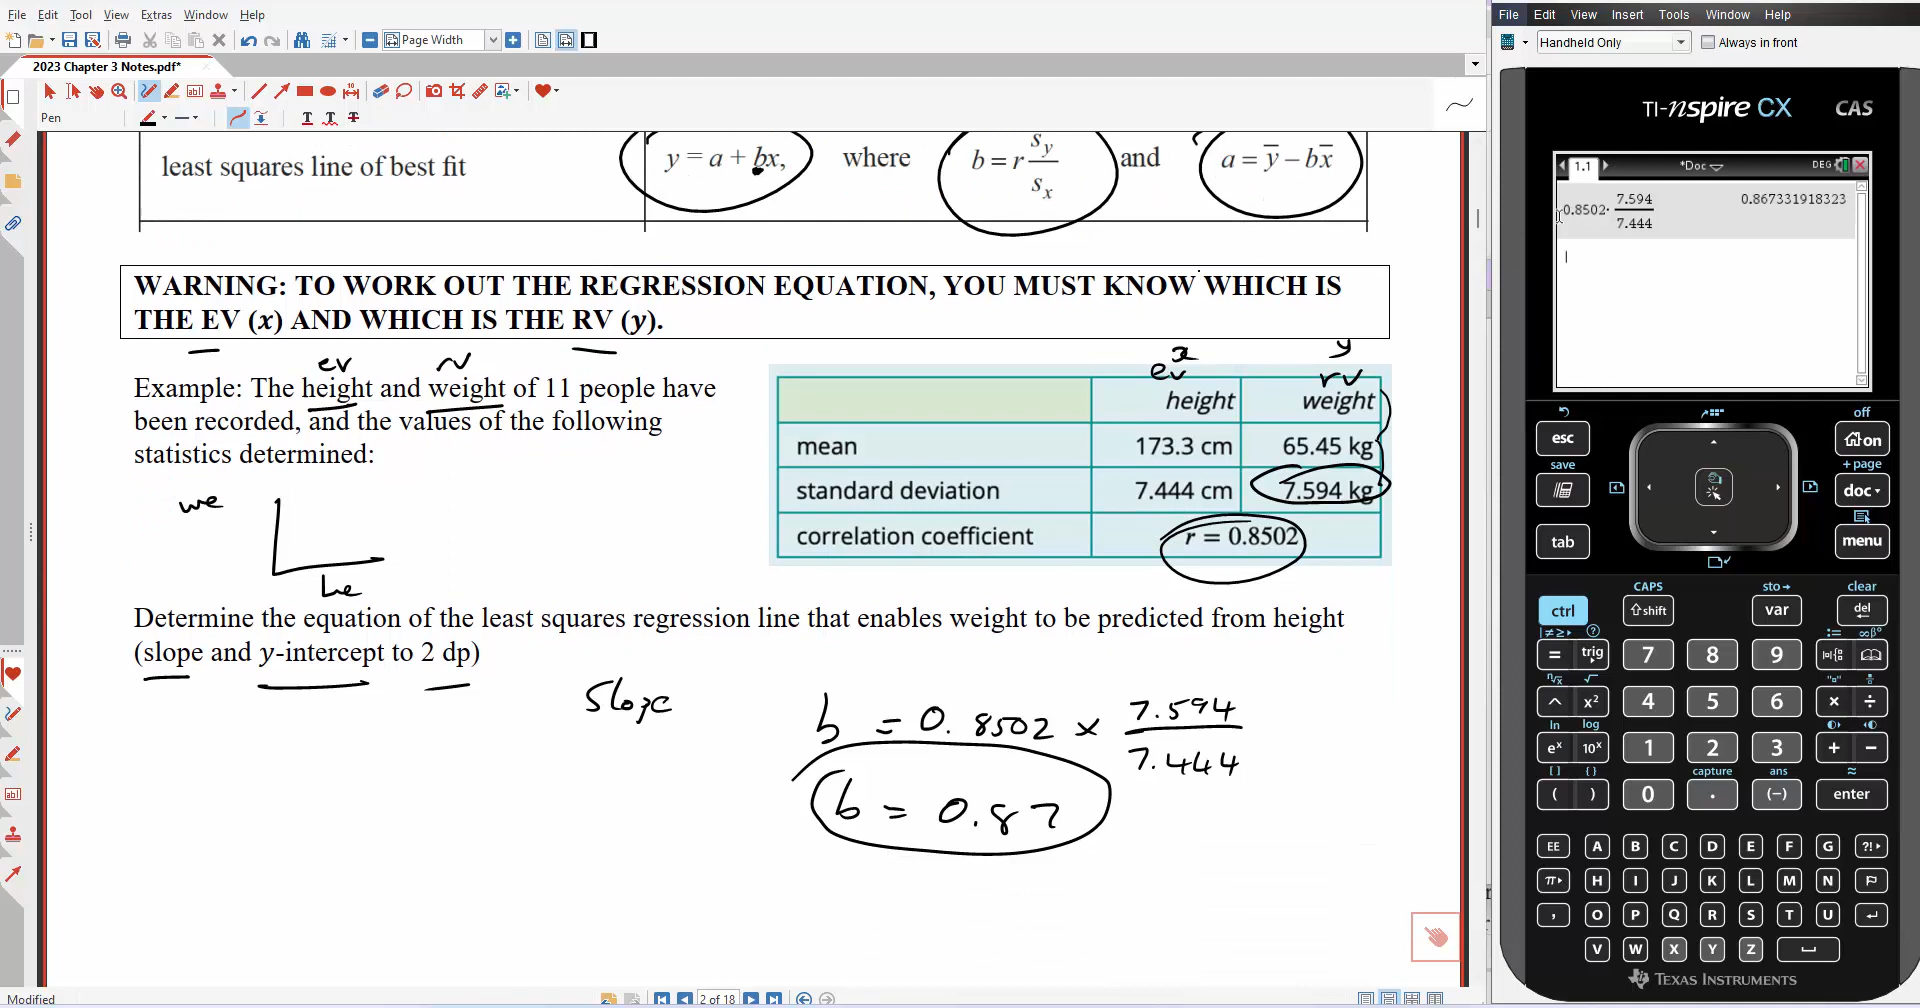 File Edit Tool View Extras Window Help
Page Width
2023 Chapter 3 Notes.pdf*
Pen
least squares line of best fit
y = a + bx, where b = r s_y / s_x and a = ȳ − bx̄
WARNING: TO WORK OUT THE REGRESSION EQUATION, YOU MUST KNOW WHICH IS
THE EV (x) AND WHICH IS THE RV (y).
ev rv
Example: The height and weight of 11 people have
been recorded, and the values of the following
statistics determined:
x y
ev rv
height weight
mean 173.3 cm 65.45 kg
standard deviation 7.444 cm 7.594 kg
correlation coefficient r = 0.8502
we
he
Determine the equation of the least squares regression line that enables weight to be predicted from height
(slope and y-intercept to 2 dp)
Slope
b = 0.8502 × 7.594 / 7.444
b = 0.87
Modified
2 of 18
File Edit View Insert Tools Window Help
Handheld Only Always in front
TI-nspire CX CAS
1.1 *Doc DEG
0.8502· 7.594 / 7.444 0.867331918323
off
esc on
save +page
doc
tab menu
CAPS sto→ clear
ctrl shift var del
= trig 7 8 9
^ x² 4 5 6 × ÷
ln log
eˣ 10ˣ 1 2 3 + −
[ ] { } capture ans ≈
( ) 0 . (−) enter
EE A B C D E F G ?!
π H I J K L M N
, O P Q R S T U
V W X Y Z
TEXAS INSTRUMENTS